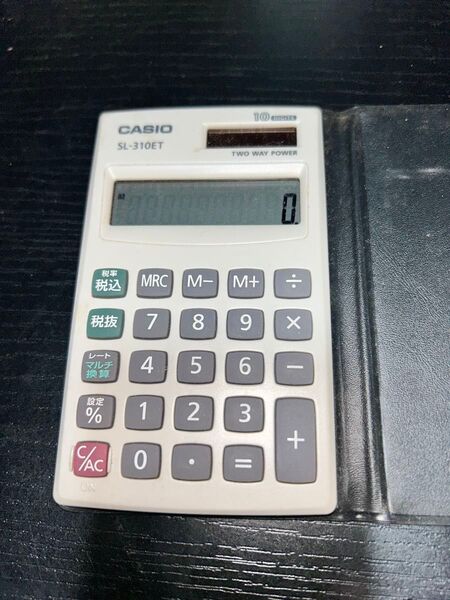 10 DIGITS
CASIO
SL-310ET
TWO WAY POWER
0.
税率
税込 MRC M− M+ ÷
税抜 7 8 9 ×
レート
マルチ
換算 4 5 6 −
設定
% 1 2 3 +
C/AC 0 · =
ON